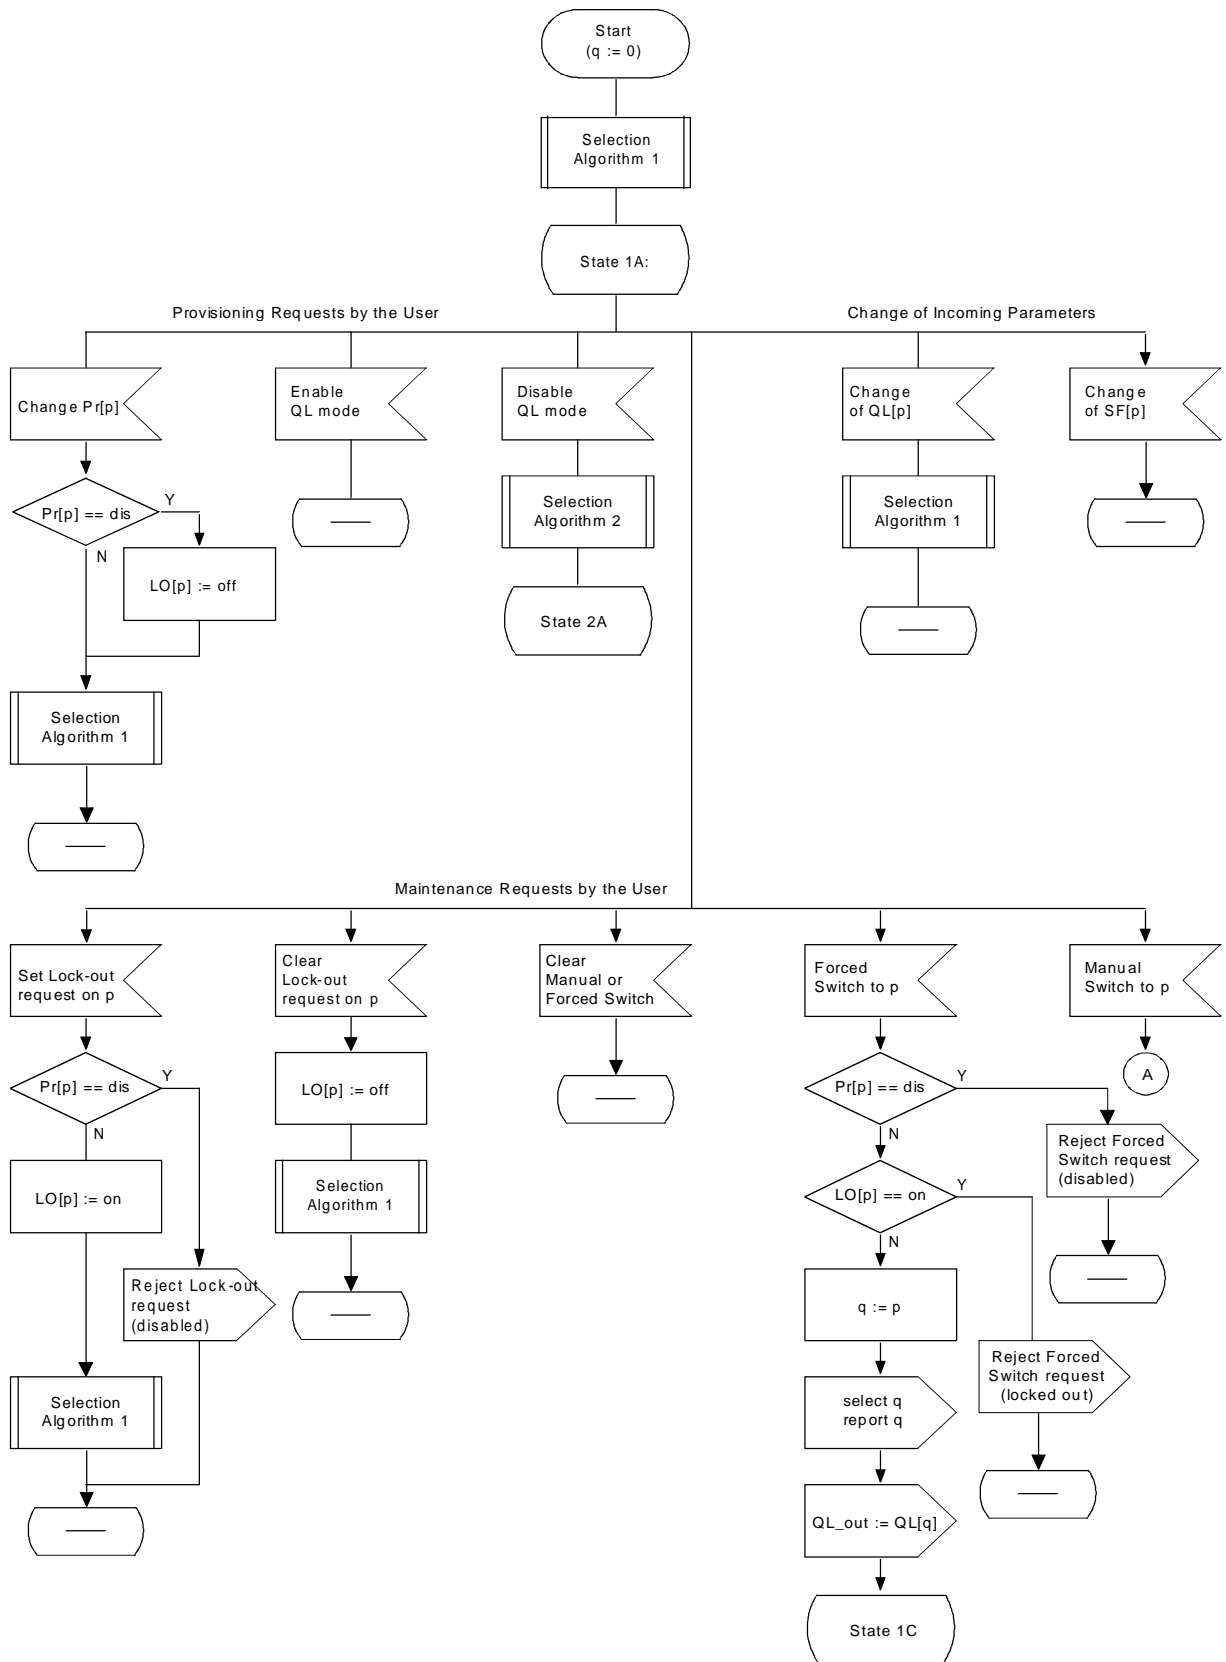 Start
(q := 0)
Selection
Algorithm 1
State 1A:
Provisioning Requests by the User
Change of Incoming Parameters
Change Pr[p]
Enable
QL mode
Disable
QL mode
Change
of QL[p]
Change
of SF[p]
Pr[p] == dis
Y
N
LO[p] := off
Selection
Algorithm 2
Selection
Algorithm 1
State 2A
Selection
Algorithm 1
Maintenance Requests by the User
Set Lock-out
request on p
Clear
Lock-out
request on p
Clear
Manual or
Forced Switch
Forced
Switch to p
Manual
Switch to p
Pr[p] == dis
Y
N
LO[p] := off
Pr[p] == dis
Y
N
A
LO[p] := on
Selection
Algorithm 1
LO[p] == on
Y
N
Reject Forced
Switch request
(disabled)
Reject Lock-out
request
(disabled)
q := p
Selection
Algorithm 1
select q
report q
Reject Forced
Switch request
(locked out)
QL_out := QL[q]
State 1C